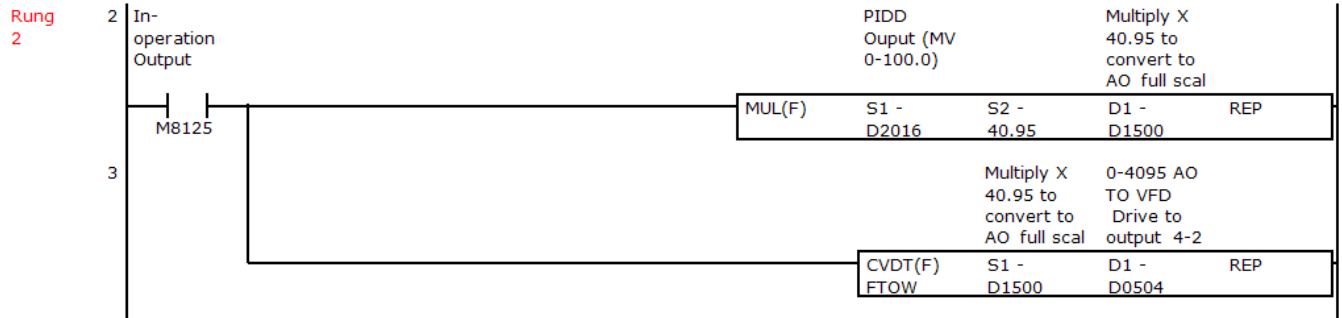 Rung
2
2
In-
operation
Output
PIDD
Ouput (MV
0-100.0)
Multiply X
40.95 to
convert to
AO full scal
M8125
MUL(F) S1 - S2 - D1 - REP
D2016 40.95 D1500
3
Multiply X
40.95 to
convert to
AO full scal
0-4095 AO
TO VFD
Drive to
output 4-2
CVDT(F) S1 - D1 - REP
FTOW D1500 D0504